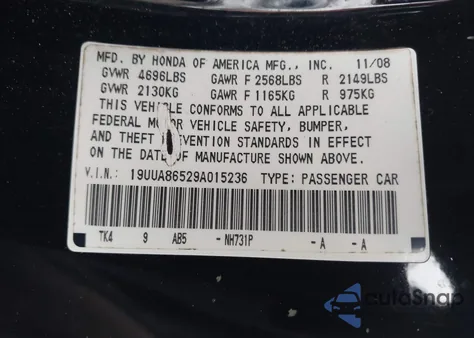 MFD. BY HONDA OF AMERICA MFG., INC. 11/08
GVWR 4696LBS GAWR F 2568LBS R 2149LBS
GVWR 2130KG GAWR F 1165KG R 975KG
THIS VEHICLE CONFORMS TO ALL APPLICABLE
FEDERAL MOTOR VEHICLE SAFETY, BUMPER,
AND THEFT PREVENTION STANDARDS IN EFFECT
ON THE DATE OF MANUFACTURE SHOWN ABOVE.
V.I.N.: 19UUA86529A015236 TYPE: PASSENGER CAR
TK4 9 AB5 -NH731P -A -A
AutoSnap